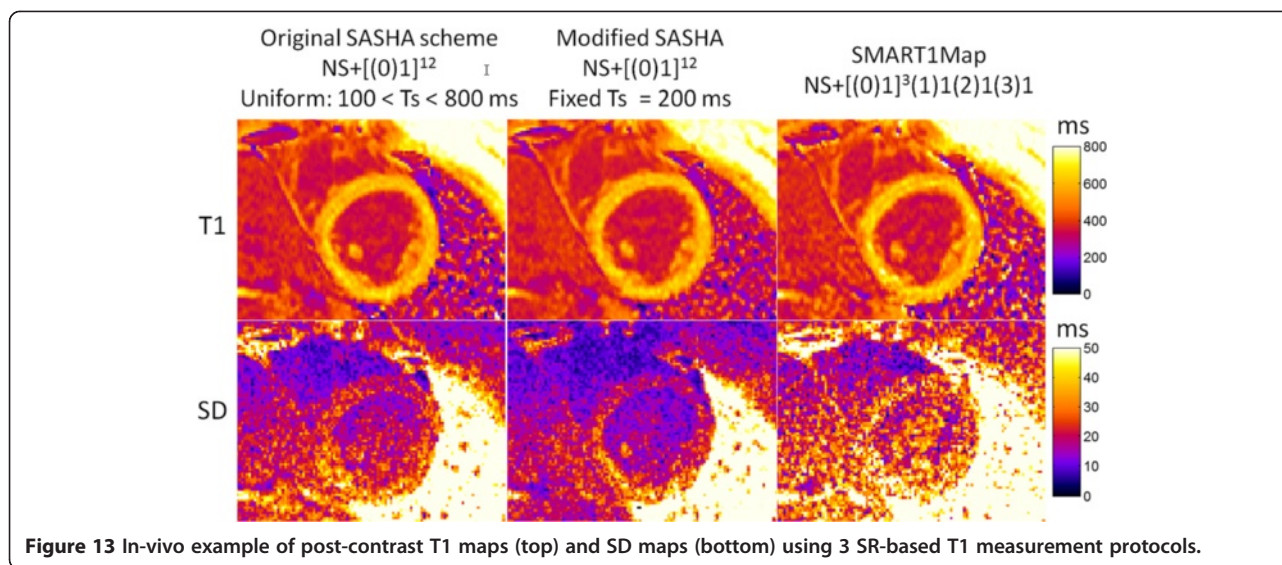 Original SASHA scheme
NS+[(0)1]¹²
Uniform: 100 < Ts < 800 ms
Modified SASHA
NS+[(0)1]¹²
Fixed Ts = 200 ms
SMART1Map
NS+[(0)1]³(1)1(2)1(3)1
T1
ms
800
600
400
200
0
SD
ms
50
40
30
20
10
0
Figure 13 In-vivo example of post-contrast T1 maps (top) and SD maps (bottom) using 3 SR-based T1 measurement protocols.